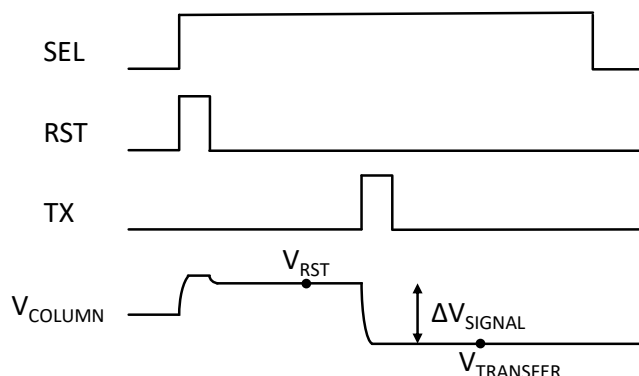 SEL
RST
TX
V_RST
V_COLUMN
ΔV_SIGNAL
V_TRANSFER